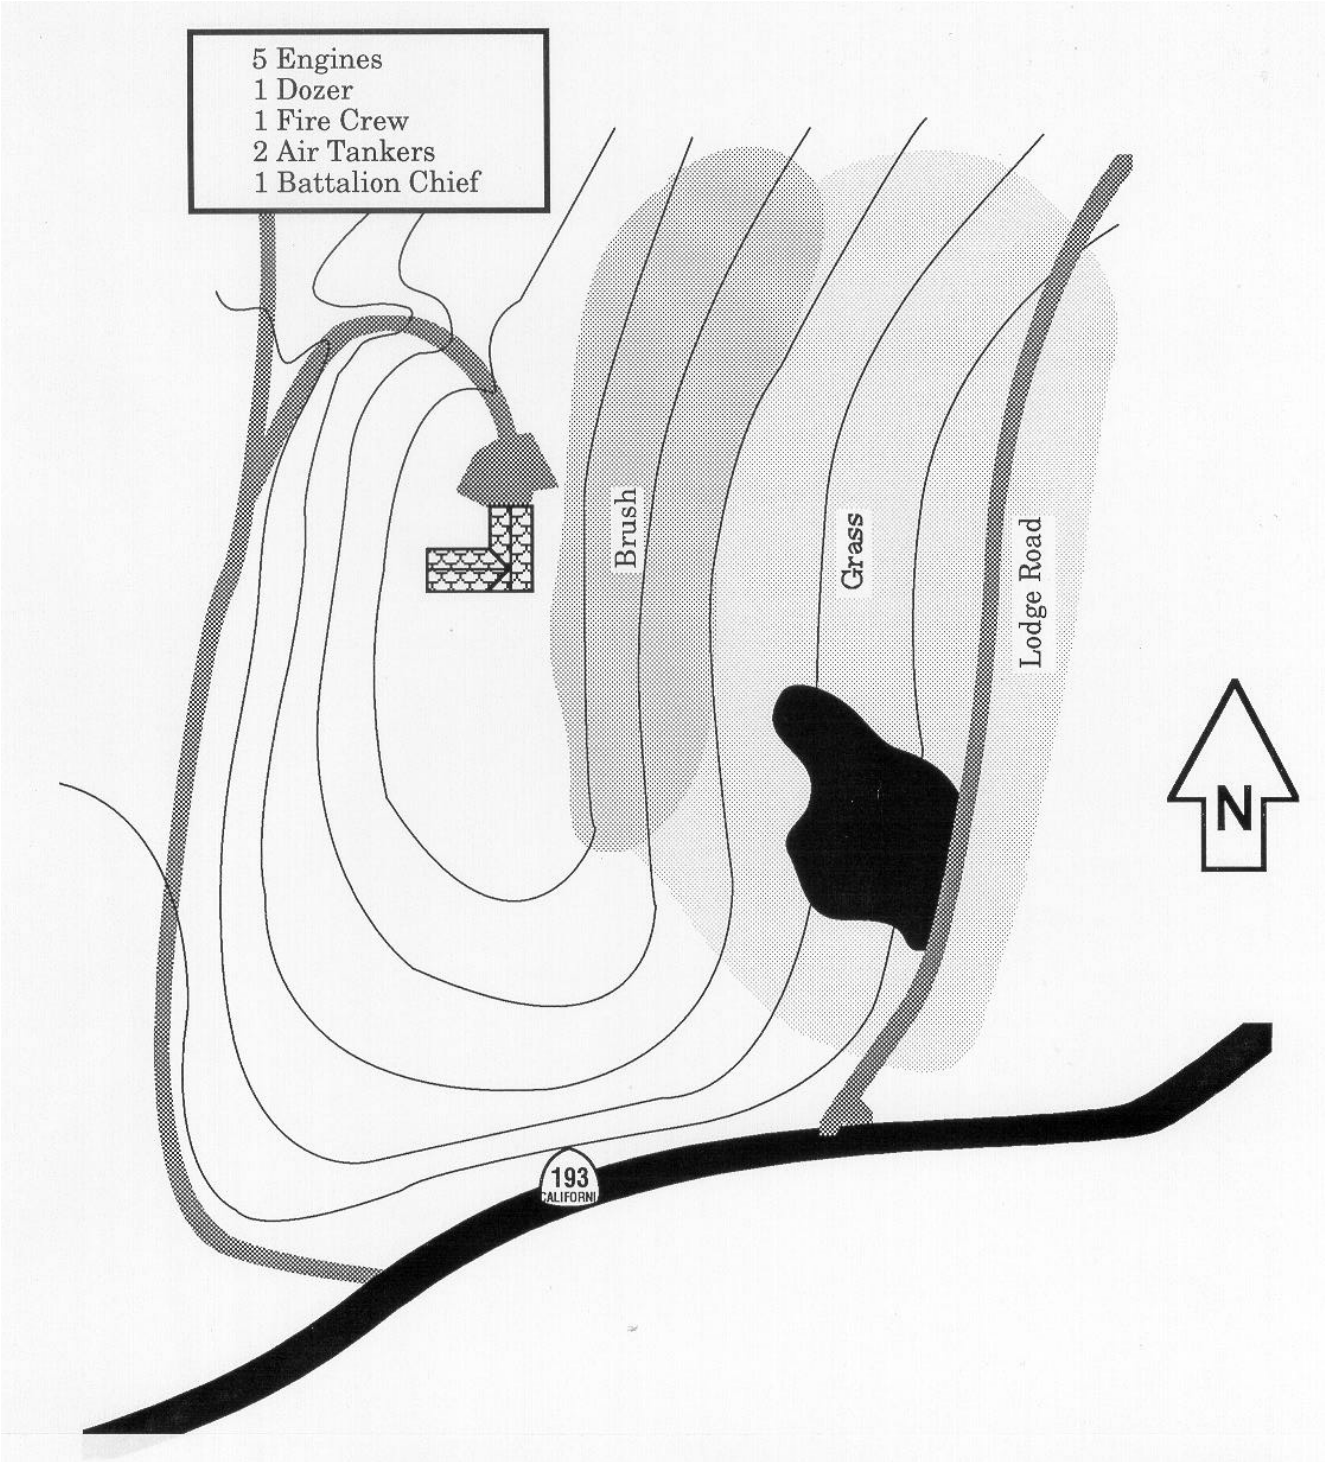 5 Engines
1 Dozer
1 Fire Crew
2 Air Tankers
1 Battalion Chief
Brush
Grass
Lodge Road
N
193
CALIFORNI